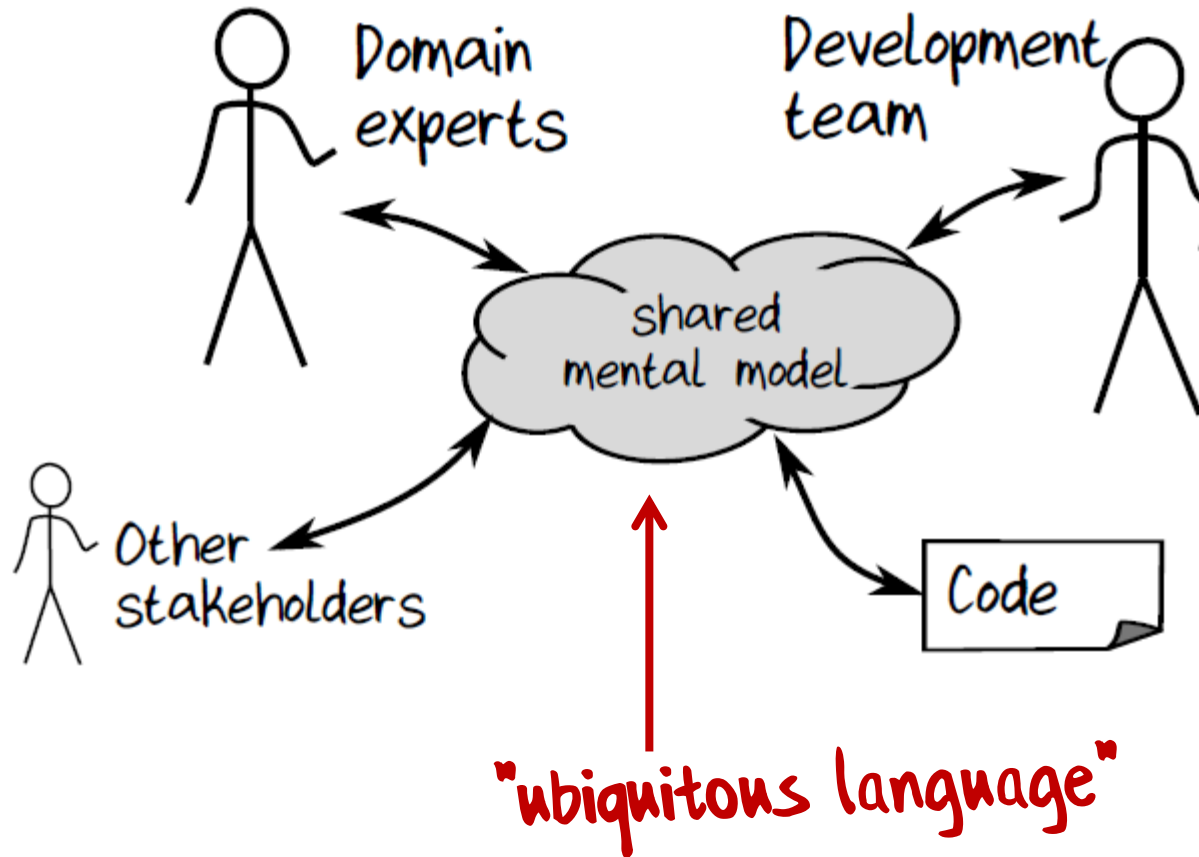 Domain
experts
Development
team
shared
mental model
Other
stakeholders
Code
"ubiquitous language"